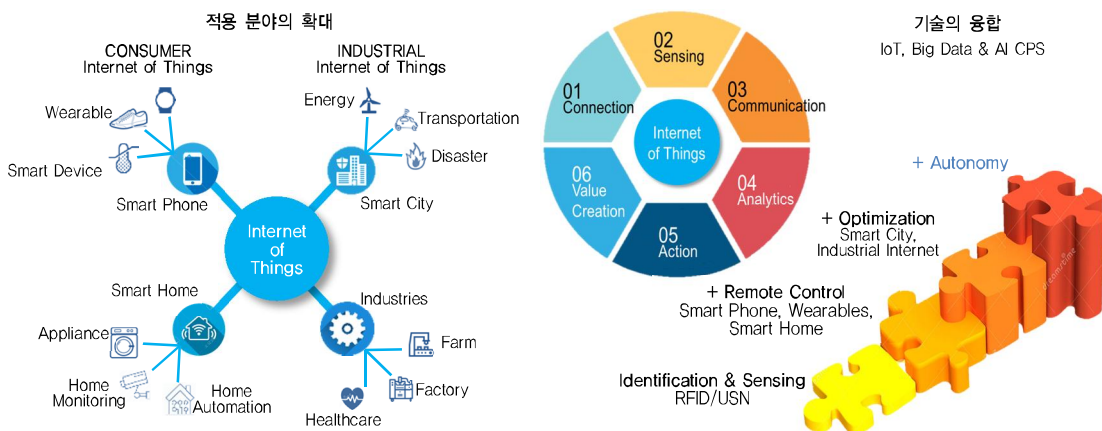 적용 분야의 확대
CONSUMER
Internet of Things
INDUSTRIAL
Internet of Things
Wearable
Smart Device
Smart Phone
Energy
Transportation
Disaster
Smart City
Internet
of
Things
Smart Home
Appliance
Home
Monitoring
Home
Automation
Industries
Farm
Factory
Healthcare
01
Connection
02
Sensing
03
Communication
04
Analytics
05
Action
06
Value
Creation
Internet
of Things
기술의 융합
IoT, Big Data & AI CPS
+ Autonomy
+ Optimization
Smart City,
Industrial Internet
+ Remote Control
Smart Phone, Wearables,
Smart Home
Identification & Sensing
RFID/USN
dreamstime